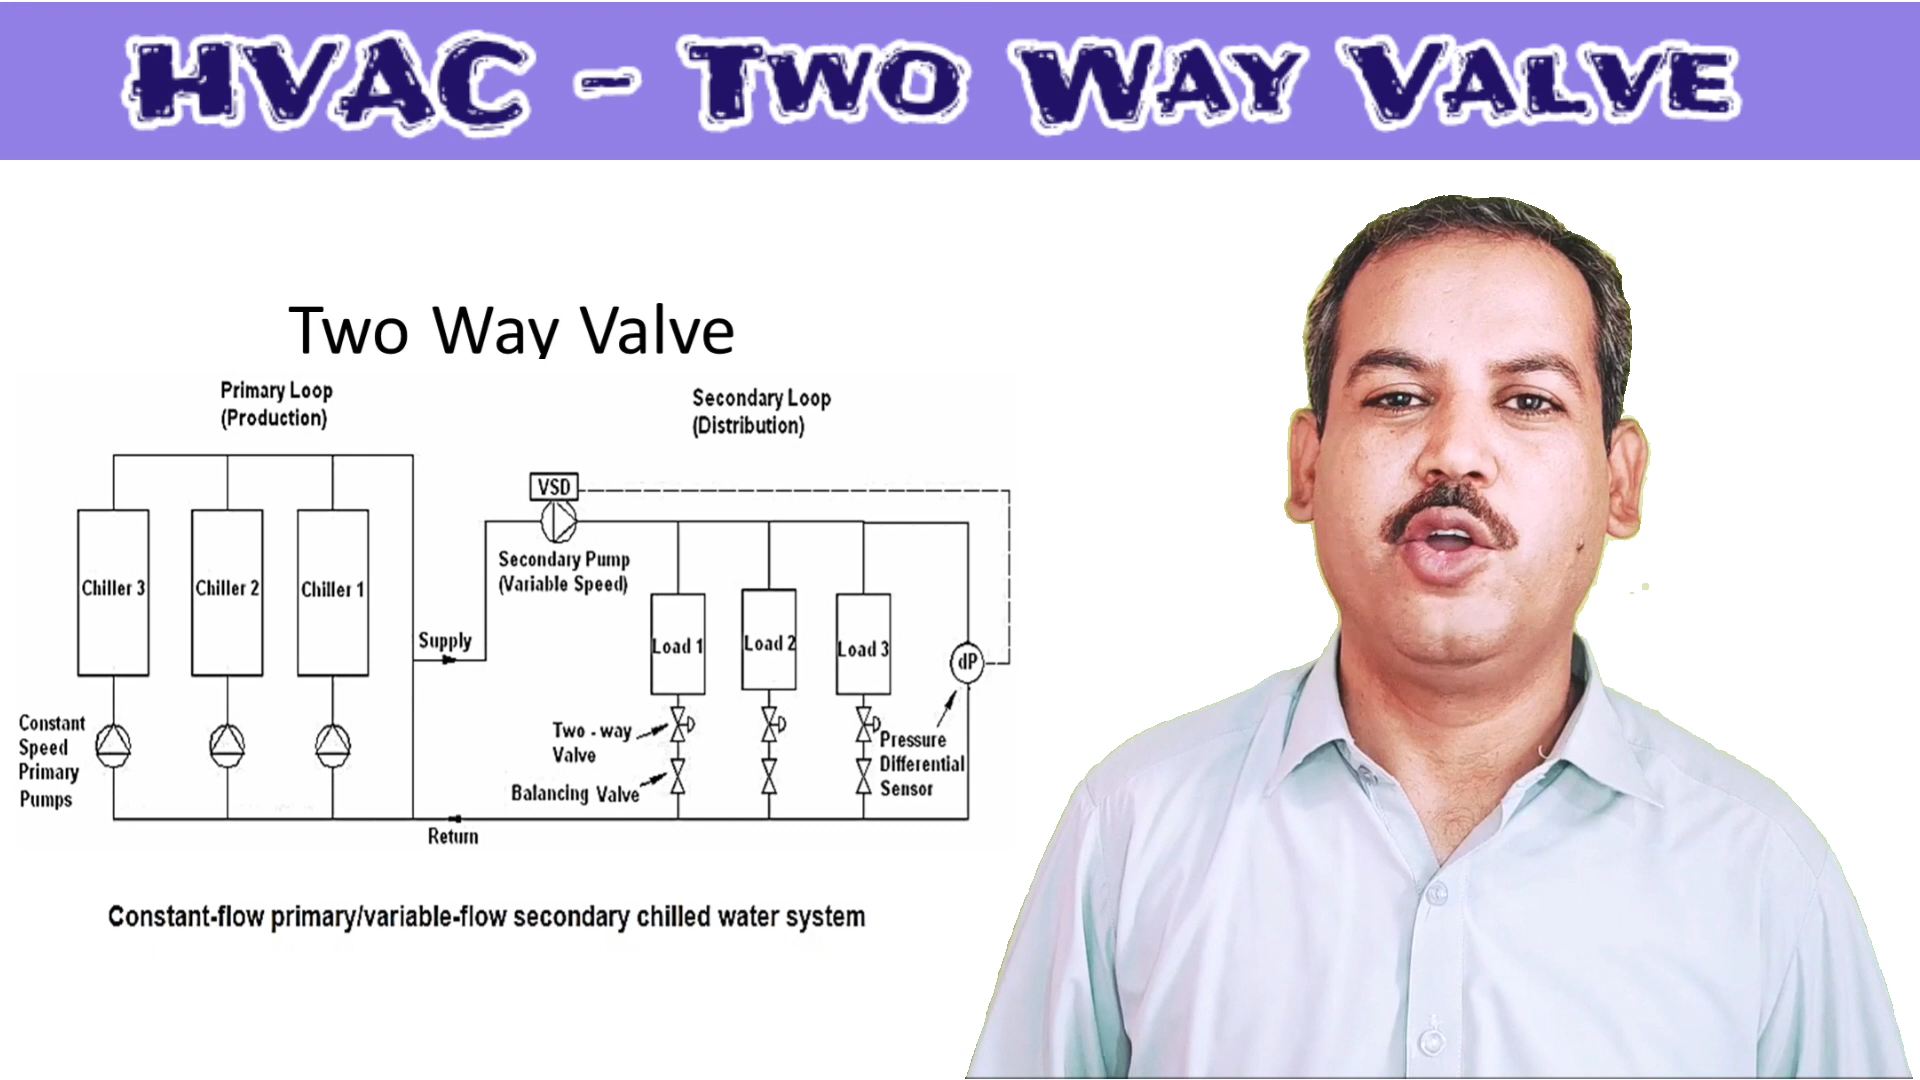 HVAC - TWO WAY VALVE
Two Way Valve
Primary Loop
(Production)
Secondary Loop
(Distribution)
VSD
Secondary Pump
(Variable Speed)
Chiller 3
Chiller 2
Chiller 1
Supply
Load 1
Load 2
Load 3
dP
Constant
Speed
Primary
Pumps
Two - way
Valve
Balancing Valve
Pressure
Differential
Sensor
Return
Constant-flow primary/variable-flow secondary chilled water system